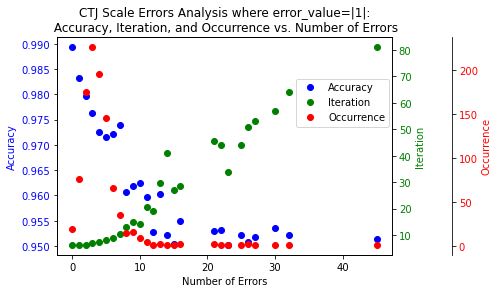 CTJ Scale Errors Analysis where error_value=|1|:
Accuracy, Iteration, and Occurrence vs. Number of Errors
0.990
0.985
0.980
0.975
0.970
0.965
0.960
0.955
0.950
Accuracy
Accuracy
Iteration
Occurrence
80
70
60
50
40
30
20
10
Iteration
200
150
100
50
0
Occurrence
0 10 20 30 40
Number of Errors